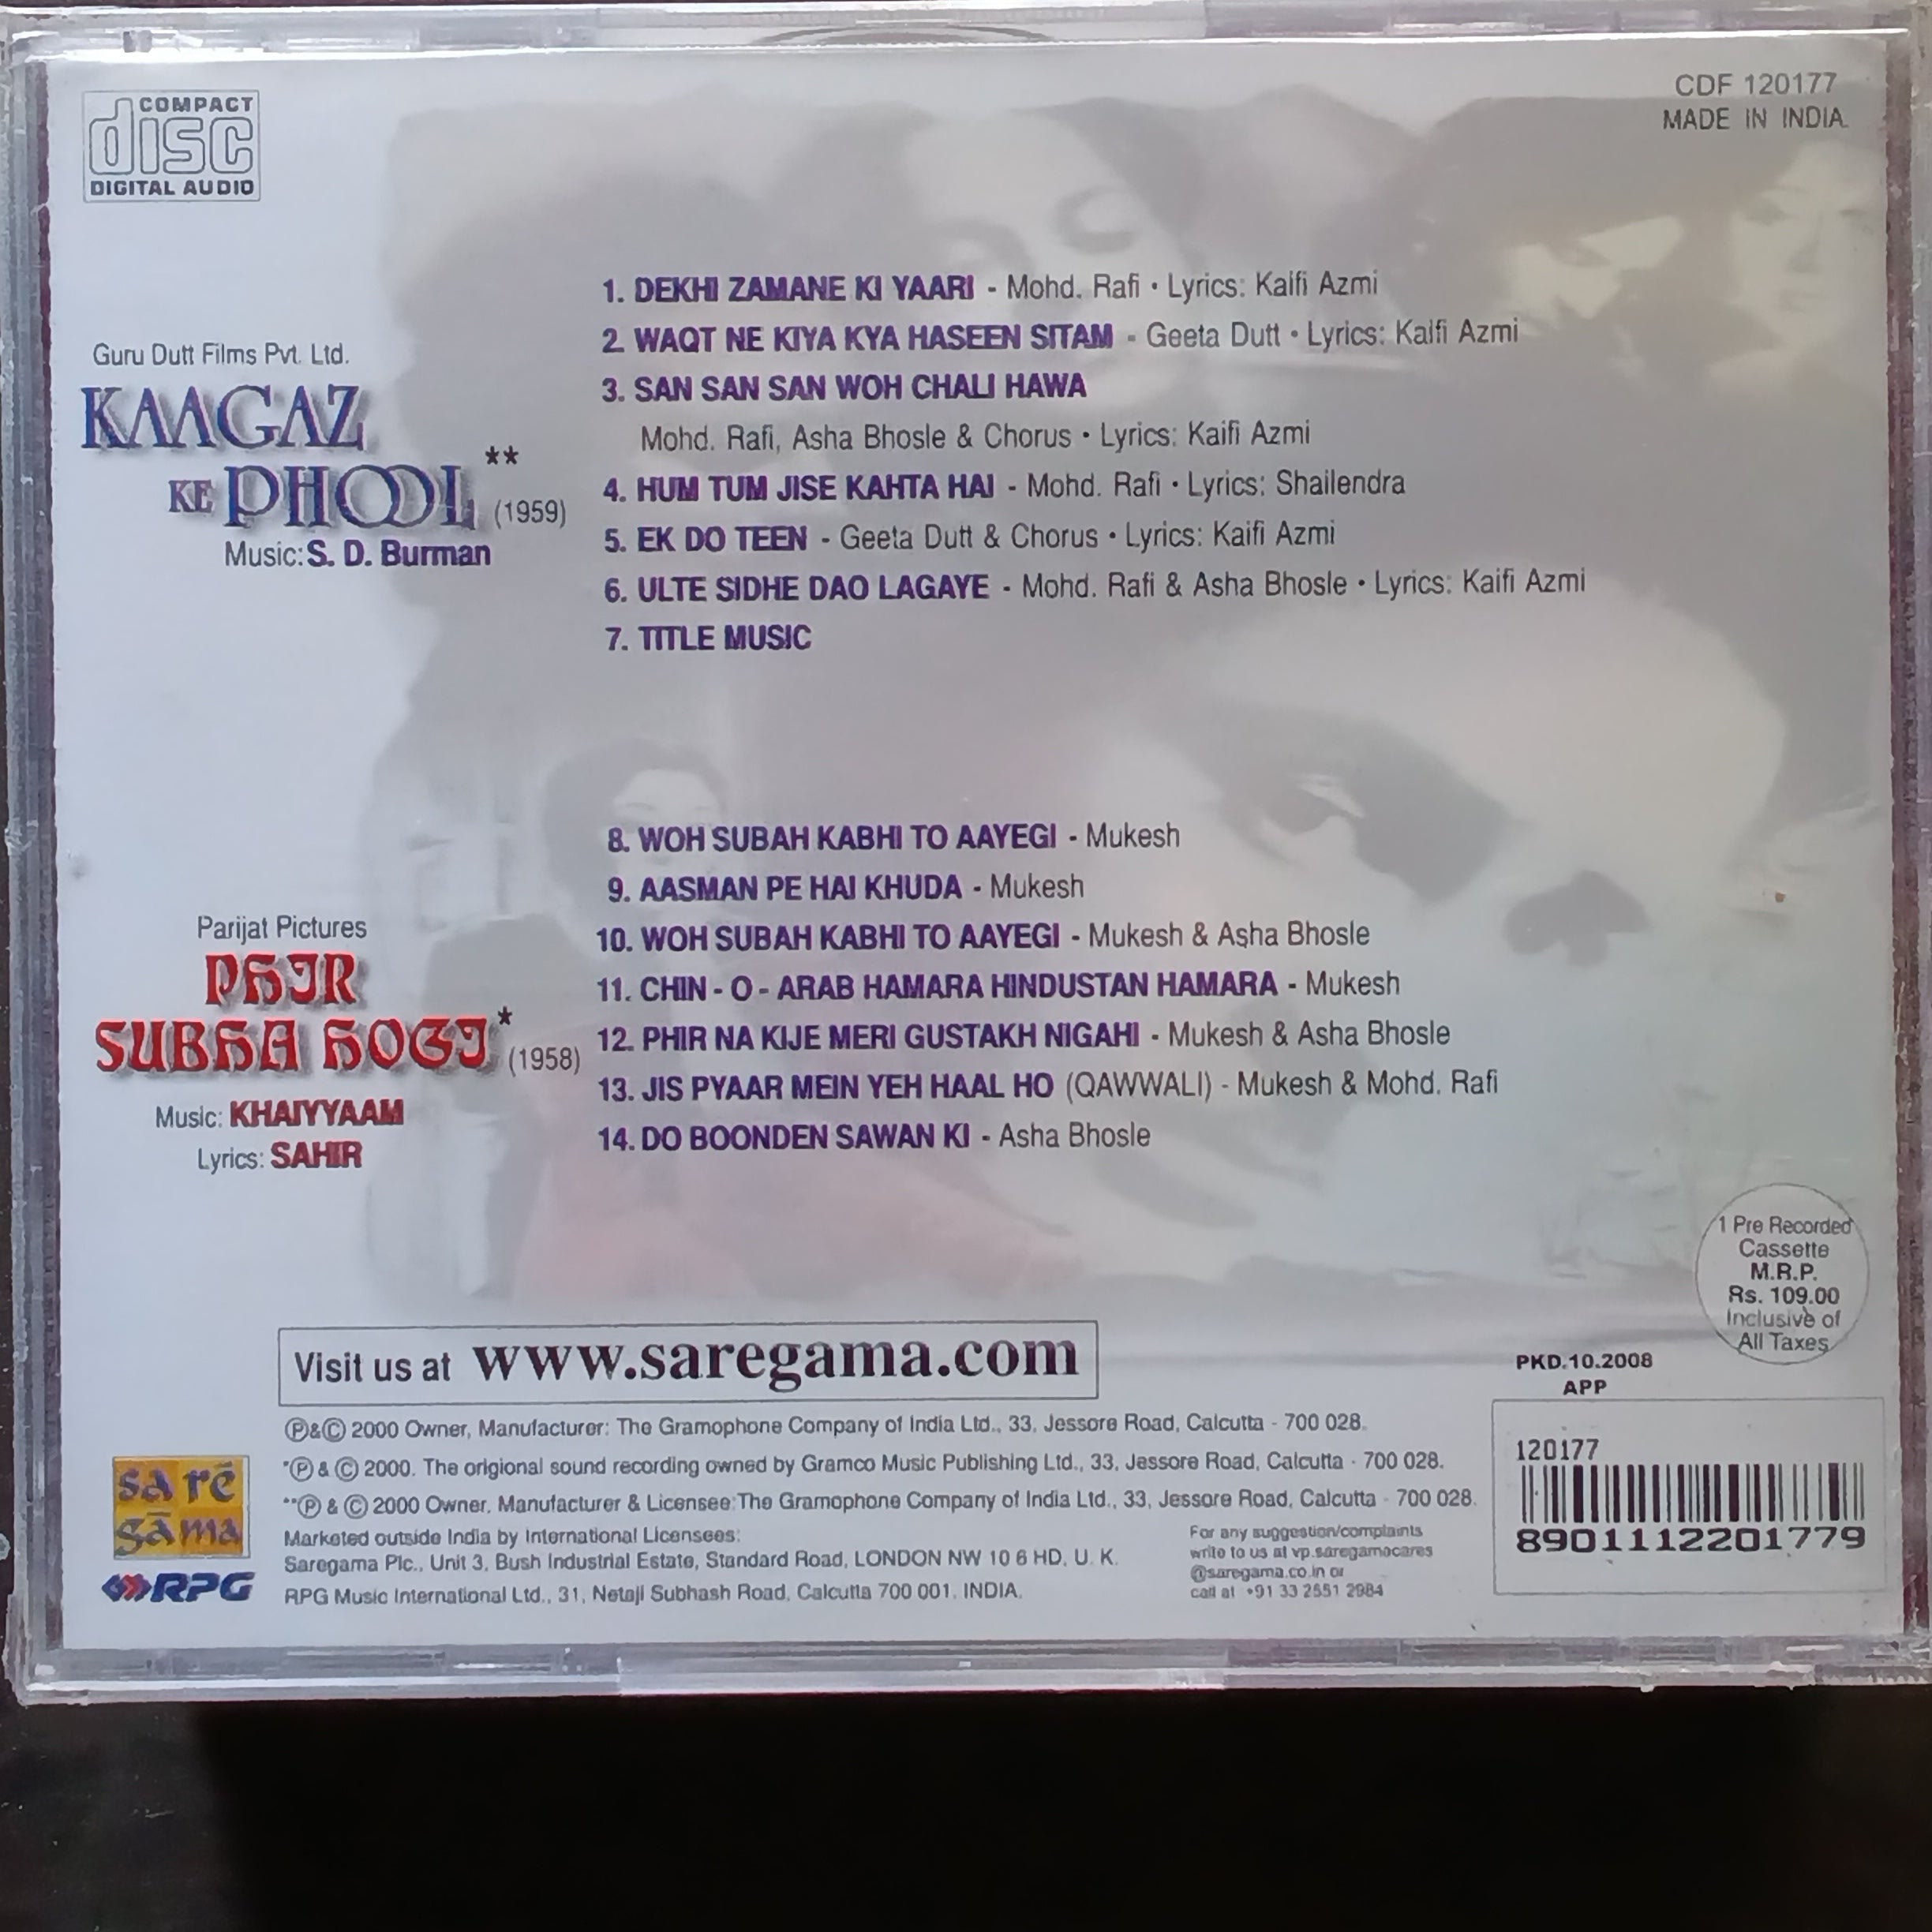 COMPACT
disc
DIGITAL AUDIO
CDF 120177
MADE IN INDIA
Guru Dutt Films Pvt. Ltd.
KAAGAZ
KE PHOOL ** (1959)
Music: S. D. Burman
1. DEKHI ZAMANE KI YAARI - Mohd. Rafi • Lyrics: Kaifi Azmi
2. WAQT NE KIYA KYA HASEEN SITAM - Geeta Dutt • Lyrics: Kaifi Azmi
3. SAN SAN SAN WOH CHALI HAWA
Mohd. Rafi, Asha Bhosle & Chorus • Lyrics: Kaifi Azmi
4. HUM TUM JISE KAHTA HAI - Mohd. Rafi • Lyrics: Shailendra
5. EK DO TEEN - Geeta Dutt & Chorus • Lyrics: Kaifi Azmi
6. ULTE SIDHE DAO LAGAYE - Mohd. Rafi & Asha Bhosle • Lyrics: Kaifi Azmi
7. TITLE MUSIC
Parijat Pictures
PHIR
SUBHA HOGI * (1958)
Music: KHAIYYAAM
Lyrics: SAHIR
8. WOH SUBAH KABHI TO AAYEGI - Mukesh
9. AASMAN PE HAI KHUDA - Mukesh
10. WOH SUBAH KABHI TO AAYEGI - Mukesh & Asha Bhosle
11. CHIN - O - ARAB HAMARA HINDUSTAN HAMARA - Mukesh
12. PHIR NA KIJE MERI GUSTAKH NIGAHI - Mukesh & Asha Bhosle
13. JIS PYAAR MEIN YEH HAAL HO (QAWWALI) - Mukesh & Mohd. Rafi
14. DO BOONDEN SAWAN KI - Asha Bhosle
1 Pre Recorded
Cassette
M.R.P.
Rs. 109.00
Inclusive of
All Taxes
Visit us at www.saregama.com
PKD.10.2008
APP
Ⓟ&© 2000 Owner, Manufacturer: The Gramophone Company of India Ltd., 33, Jessore Road, Calcutta - 700 028.
*Ⓟ & © 2000. The origional sound recording owned by Gramco Music Publishing Ltd., 33, Jessore Road, Calcutta - 700 028.
**Ⓟ & © 2000 Owner, Manufacturer & Licensee: The Gramophone Company of India Ltd., 33, Jessore Road, Calcutta - 700 028.
Marketed outside India by International Licensees:
Saregama Plc., Unit 3, Bush Industrial Estate, Standard Road, LONDON NW 10 6 HD, U. K.
RPG Music International Ltd., 31, Netaji Subhash Road, Calcutta 700 001, INDIA.
For any suggestion/complaints
write to us at vp.saregamacares
@saregama.co.in or
call at +91 33 2551 2984
sa rē
gāma
RPG
120177
8901112201779